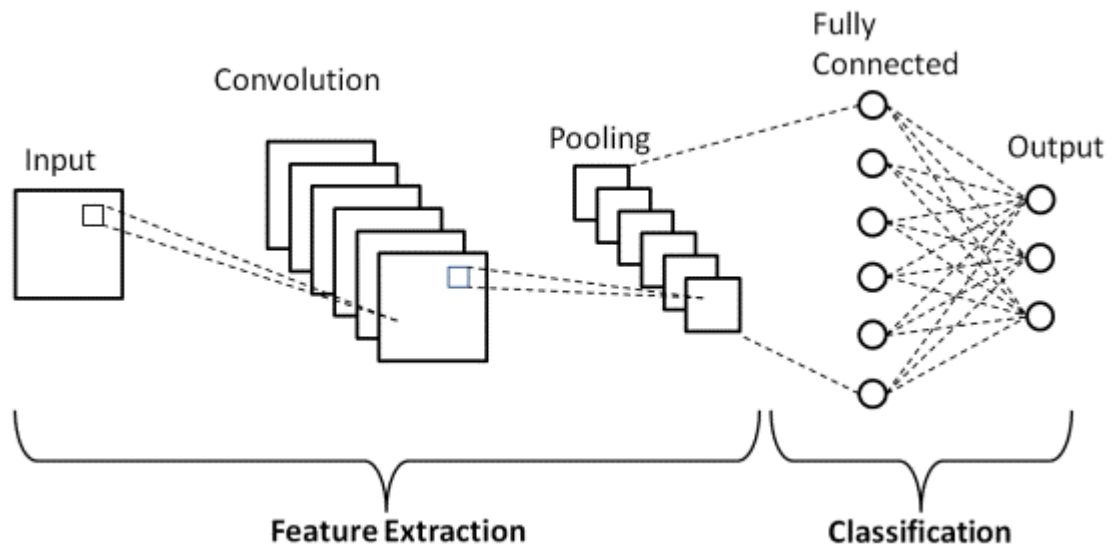 Input
Convolution
Pooling
Fully
Connected
Output
Feature Extraction
Classification